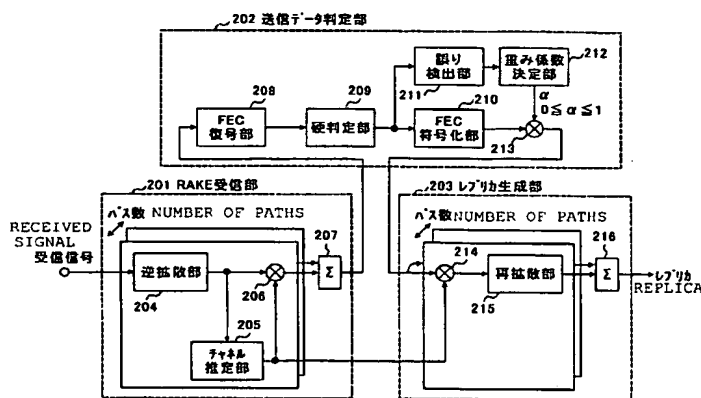 202 送信データ判定部
誤り
検出部
211
重み係数
決定部
212
α
0≦α≦1
208
FEC
復号部
209
硬判定部
210
FEC
符号化部
213
201 RAKE受信部
パス数 NUMBER OF PATHS
RECEIVED
SIGNAL
受信信号
逆拡散部
204
205
チャネル
推定部
206
207
Σ
203 レプリカ生成部
パス数 NUMBER OF PATHS
214
再拡散部
215
216
Σ
レプリカ
REPLICA